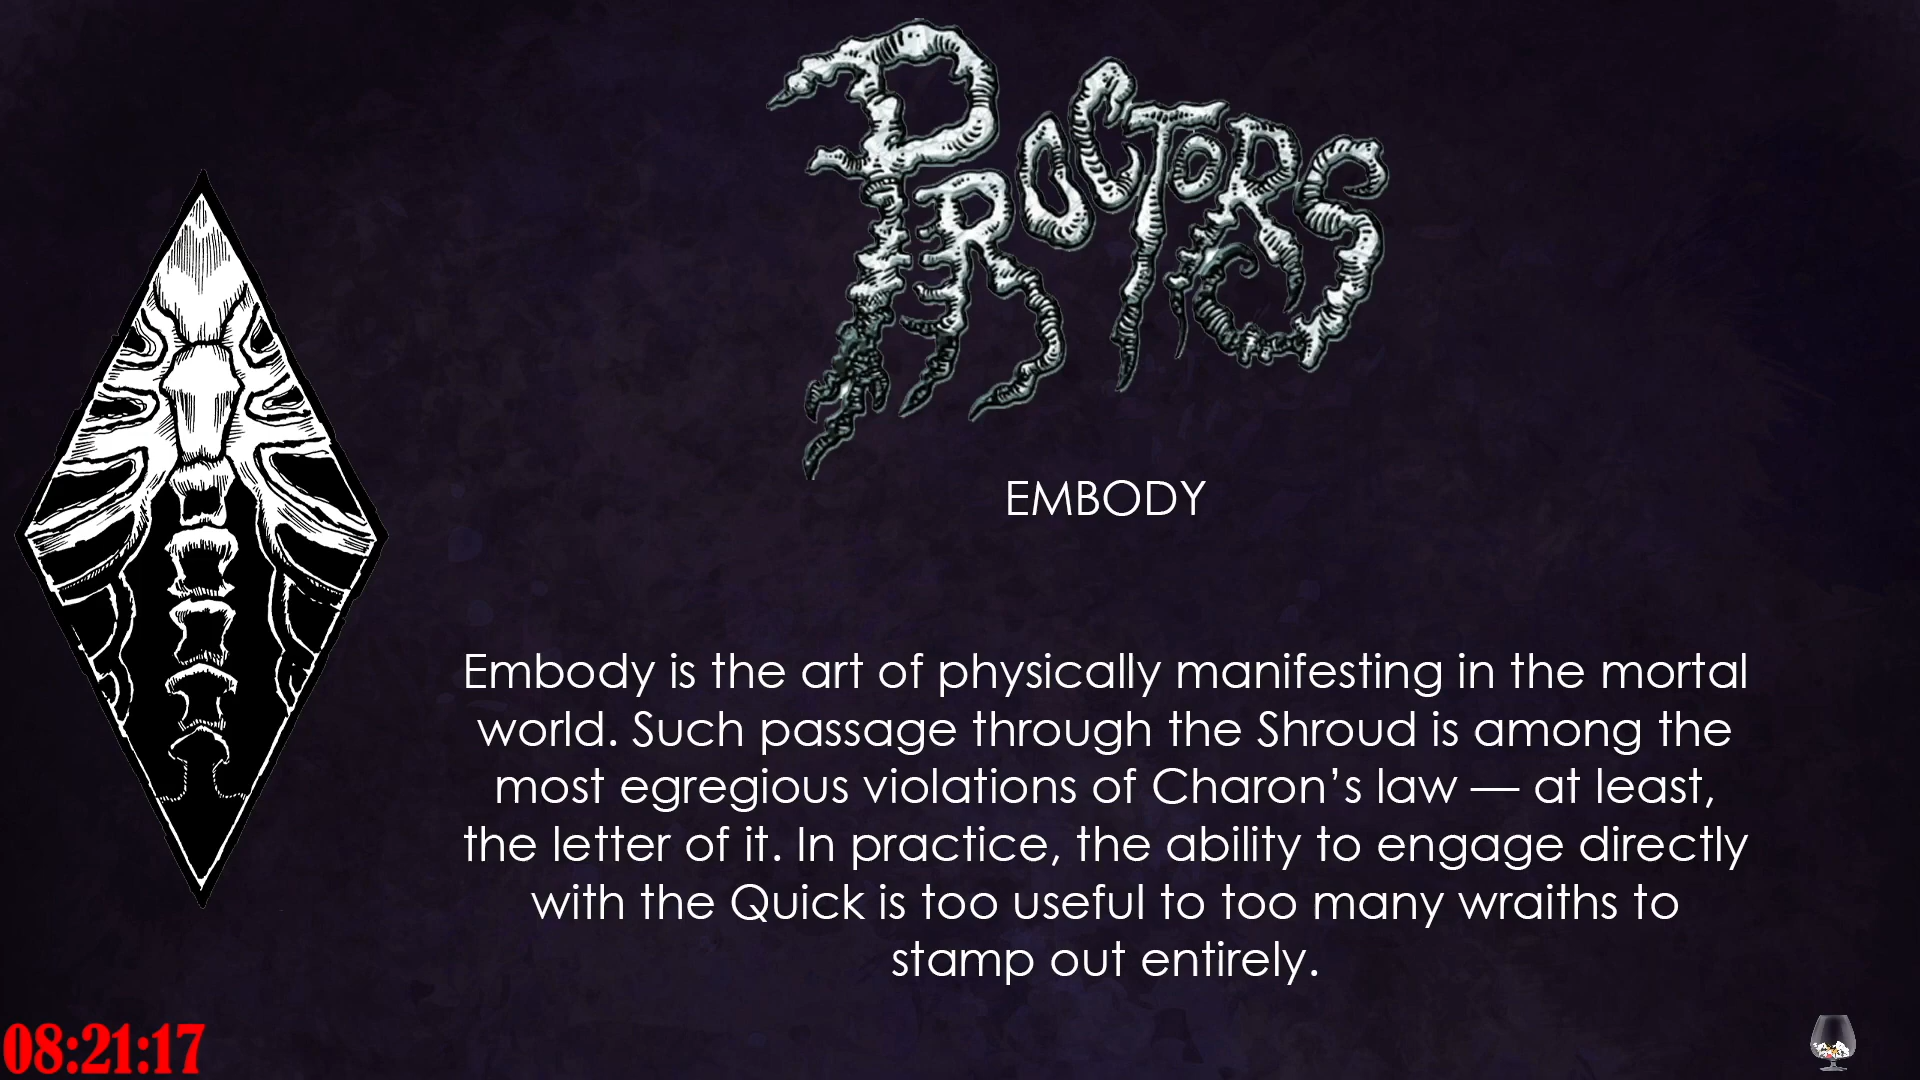 PROCTORS
EMBODY
Embody is the art of physically manifesting in the mortal
world. Such passage through the Shroud is among the
most egregious violations of Charon’s law — at least,
the letter of it. In practice, the ability to engage directly
with the Quick is too useful to too many wraiths to
stamp out entirely.
08:21:17